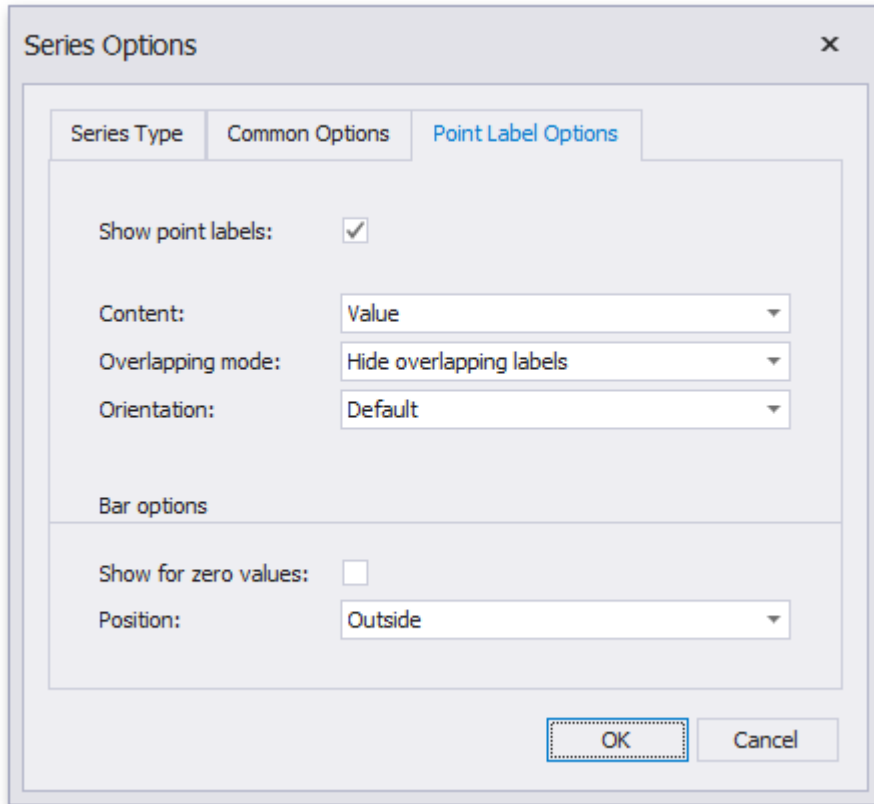 Series Options
Series Type Common Options Point Label Options
Show point labels:
Content: Value
Overlapping mode: Hide overlapping labels
Orientation: Default
Bar options
Show for zero values:
Position: Outside
OK Cancel